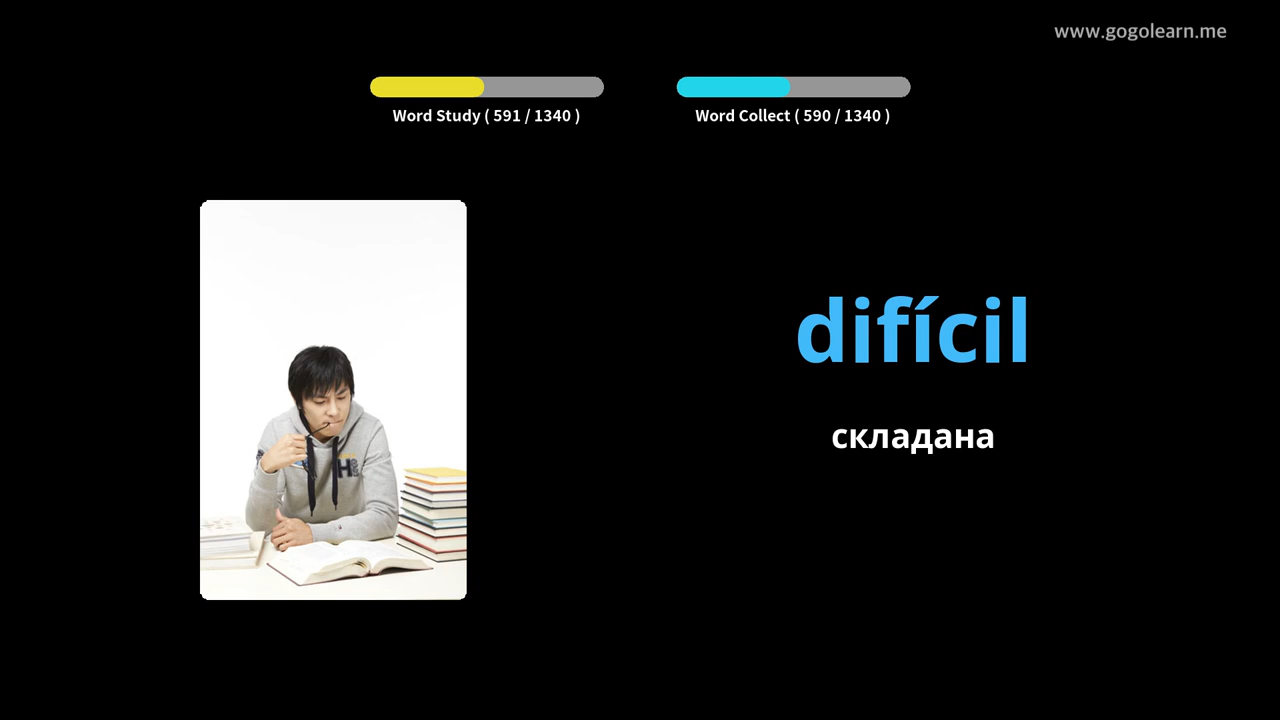 www.gogolearn.me
Word Study ( 591 / 1340 )
Word Collect ( 590 / 1340 )
difícil
складана
H